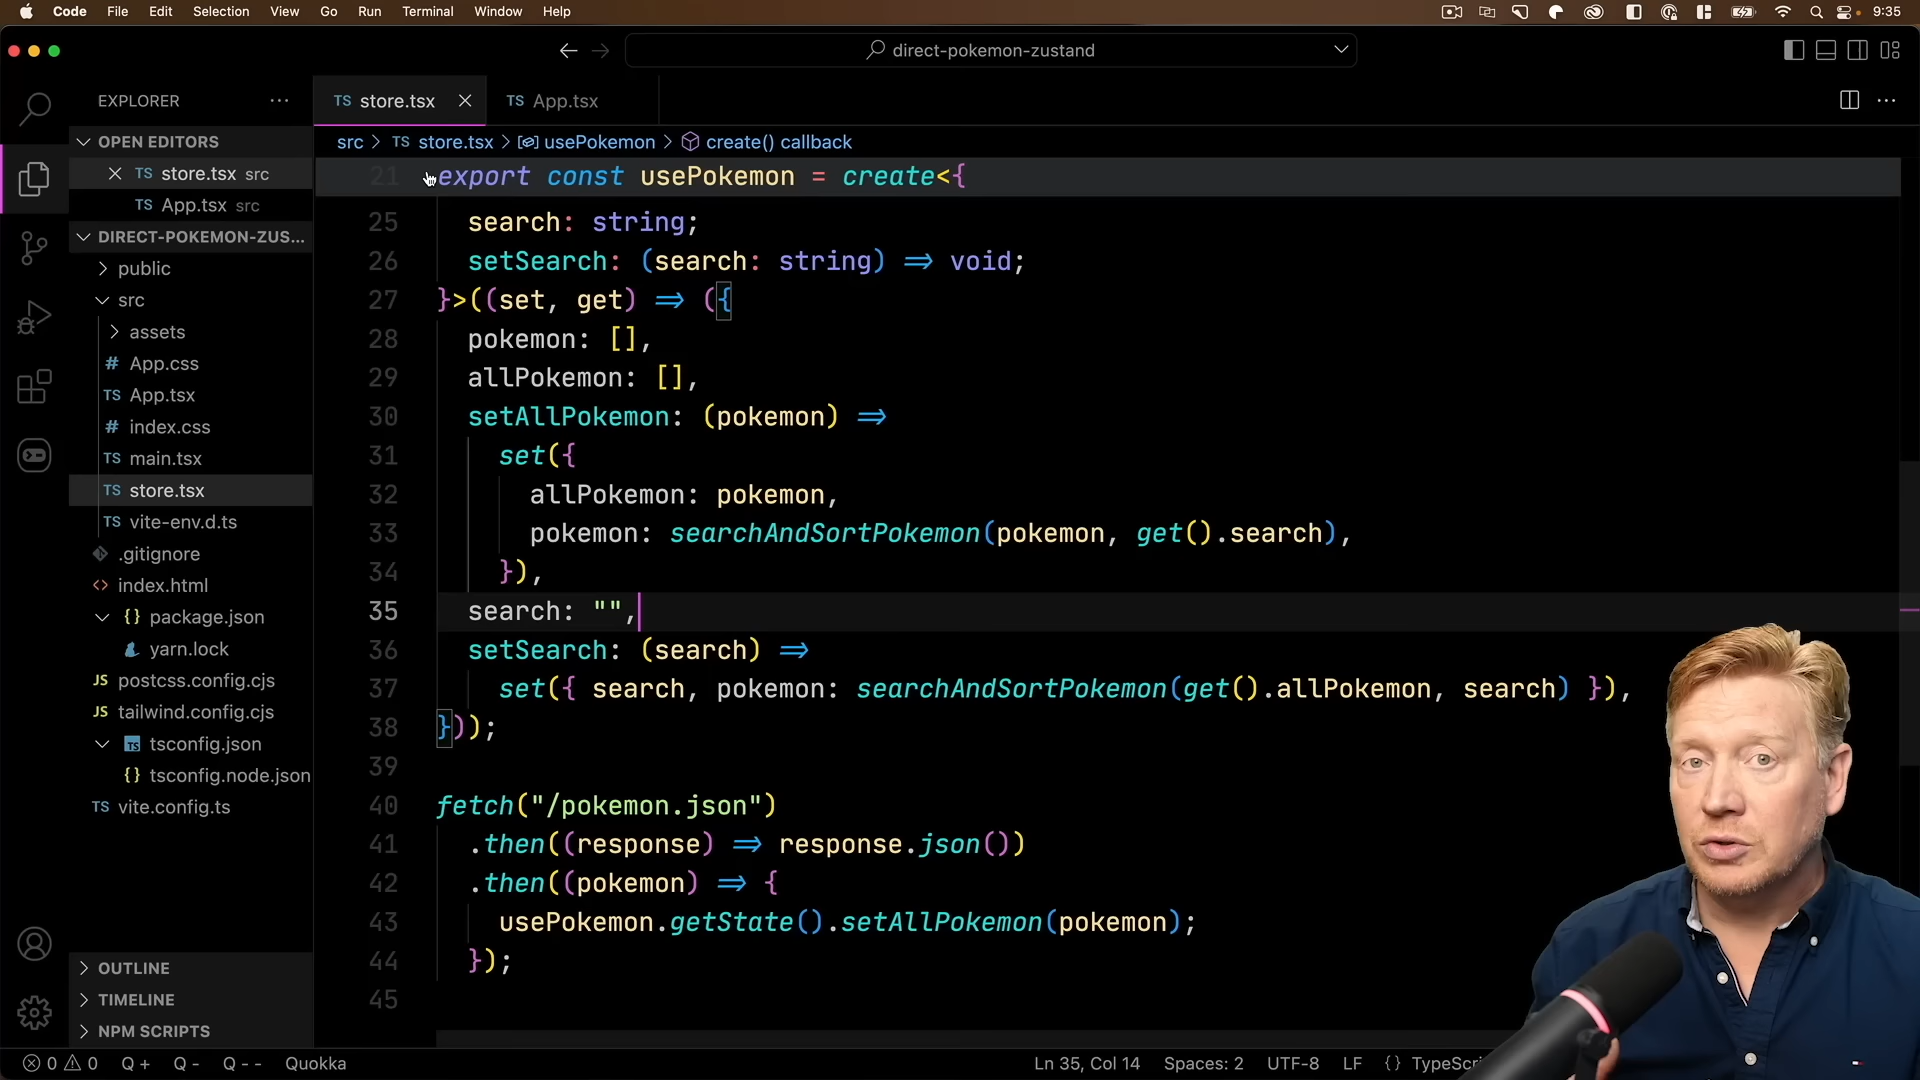 Code File Edit Selection View Go Run Terminal Window Help 9:35
direct-pokemon-zustand
EXPLORER
TS store.tsx
TS App.tsx
OPEN EDITORS
TS store.tsx src
TS App.tsx src
DIRECT-POKEMON-ZUS...
public
src
assets
# App.css
TS App.tsx
# index.css
TS main.tsx
TS store.tsx
TS vite-env.d.ts
.gitignore
<> index.html
{} package.json
yarn.lock
JS postcss.config.cjs
JS tailwind.config.cjs
TS tsconfig.json
{} tsconfig.node.json
TS vite.config.ts
OUTLINE
TIMELINE
NPM SCRIPTS
src > TS store.tsx > usePokemon > create() callback
21 export const usePokemon = create<{
25 search: string;
26 setSearch: (search: string) => void;
27 }>((set, get) => ({
28 pokemon: [],
29 allPokemon: [],
30 setAllPokemon: (pokemon) =>
31 set({
32 allPokemon: pokemon,
33 pokemon: searchAndSortPokemon(pokemon, get().search),
34 }),
35 search: "",
36 setSearch: (search) =>
37 set({ search, pokemon: searchAndSortPokemon(get().allPokemon, search) }),
38 }));
39
40 fetch("/pokemon.json")
41 .then((response) => response.json())
42 .then((pokemon) => {
43 usePokemon.getState().setAllPokemon(pokemon);
44 });
45
0 0 Q + Q - Q - - Quokka Ln 35, Col 14 Spaces: 2 UTF-8 LF {} TypeScri